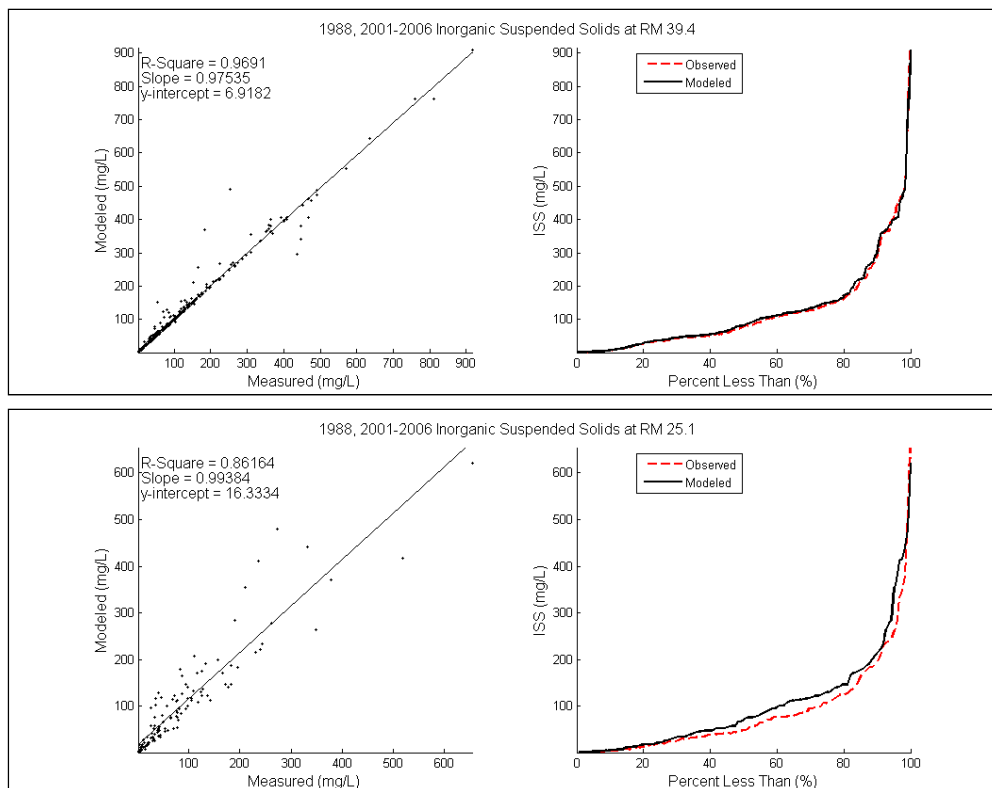 1988, 2001-2006 Inorganic Suspended Solids at RM 39.4
R-Square = 0.9691
Slope = 0.97535
y-intercept = 6.9182
Modeled (mg/L)
900
800
700
600
500
400
300
200
100
100 200 300 400 500 600 700 800 900
Measured (mg/L)
Observed
Modeled
ISS (mg/L)
900
800
700
600
500
400
300
200
100
0 20 40 60 80 100
Percent Less Than (%)
1988, 2001-2006 Inorganic Suspended Solids at RM 25.1
R-Square = 0.86164
Slope = 0.99384
y-intercept = 16.3334
Modeled (mg/L)
600
500
400
300
200
100
100 200 300 400 500 600
Measured (mg/L)
Observed
Modeled
ISS (mg/L)
600
500
400
300
200
100
0 20 40 60 80 100
Percent Less Than (%)